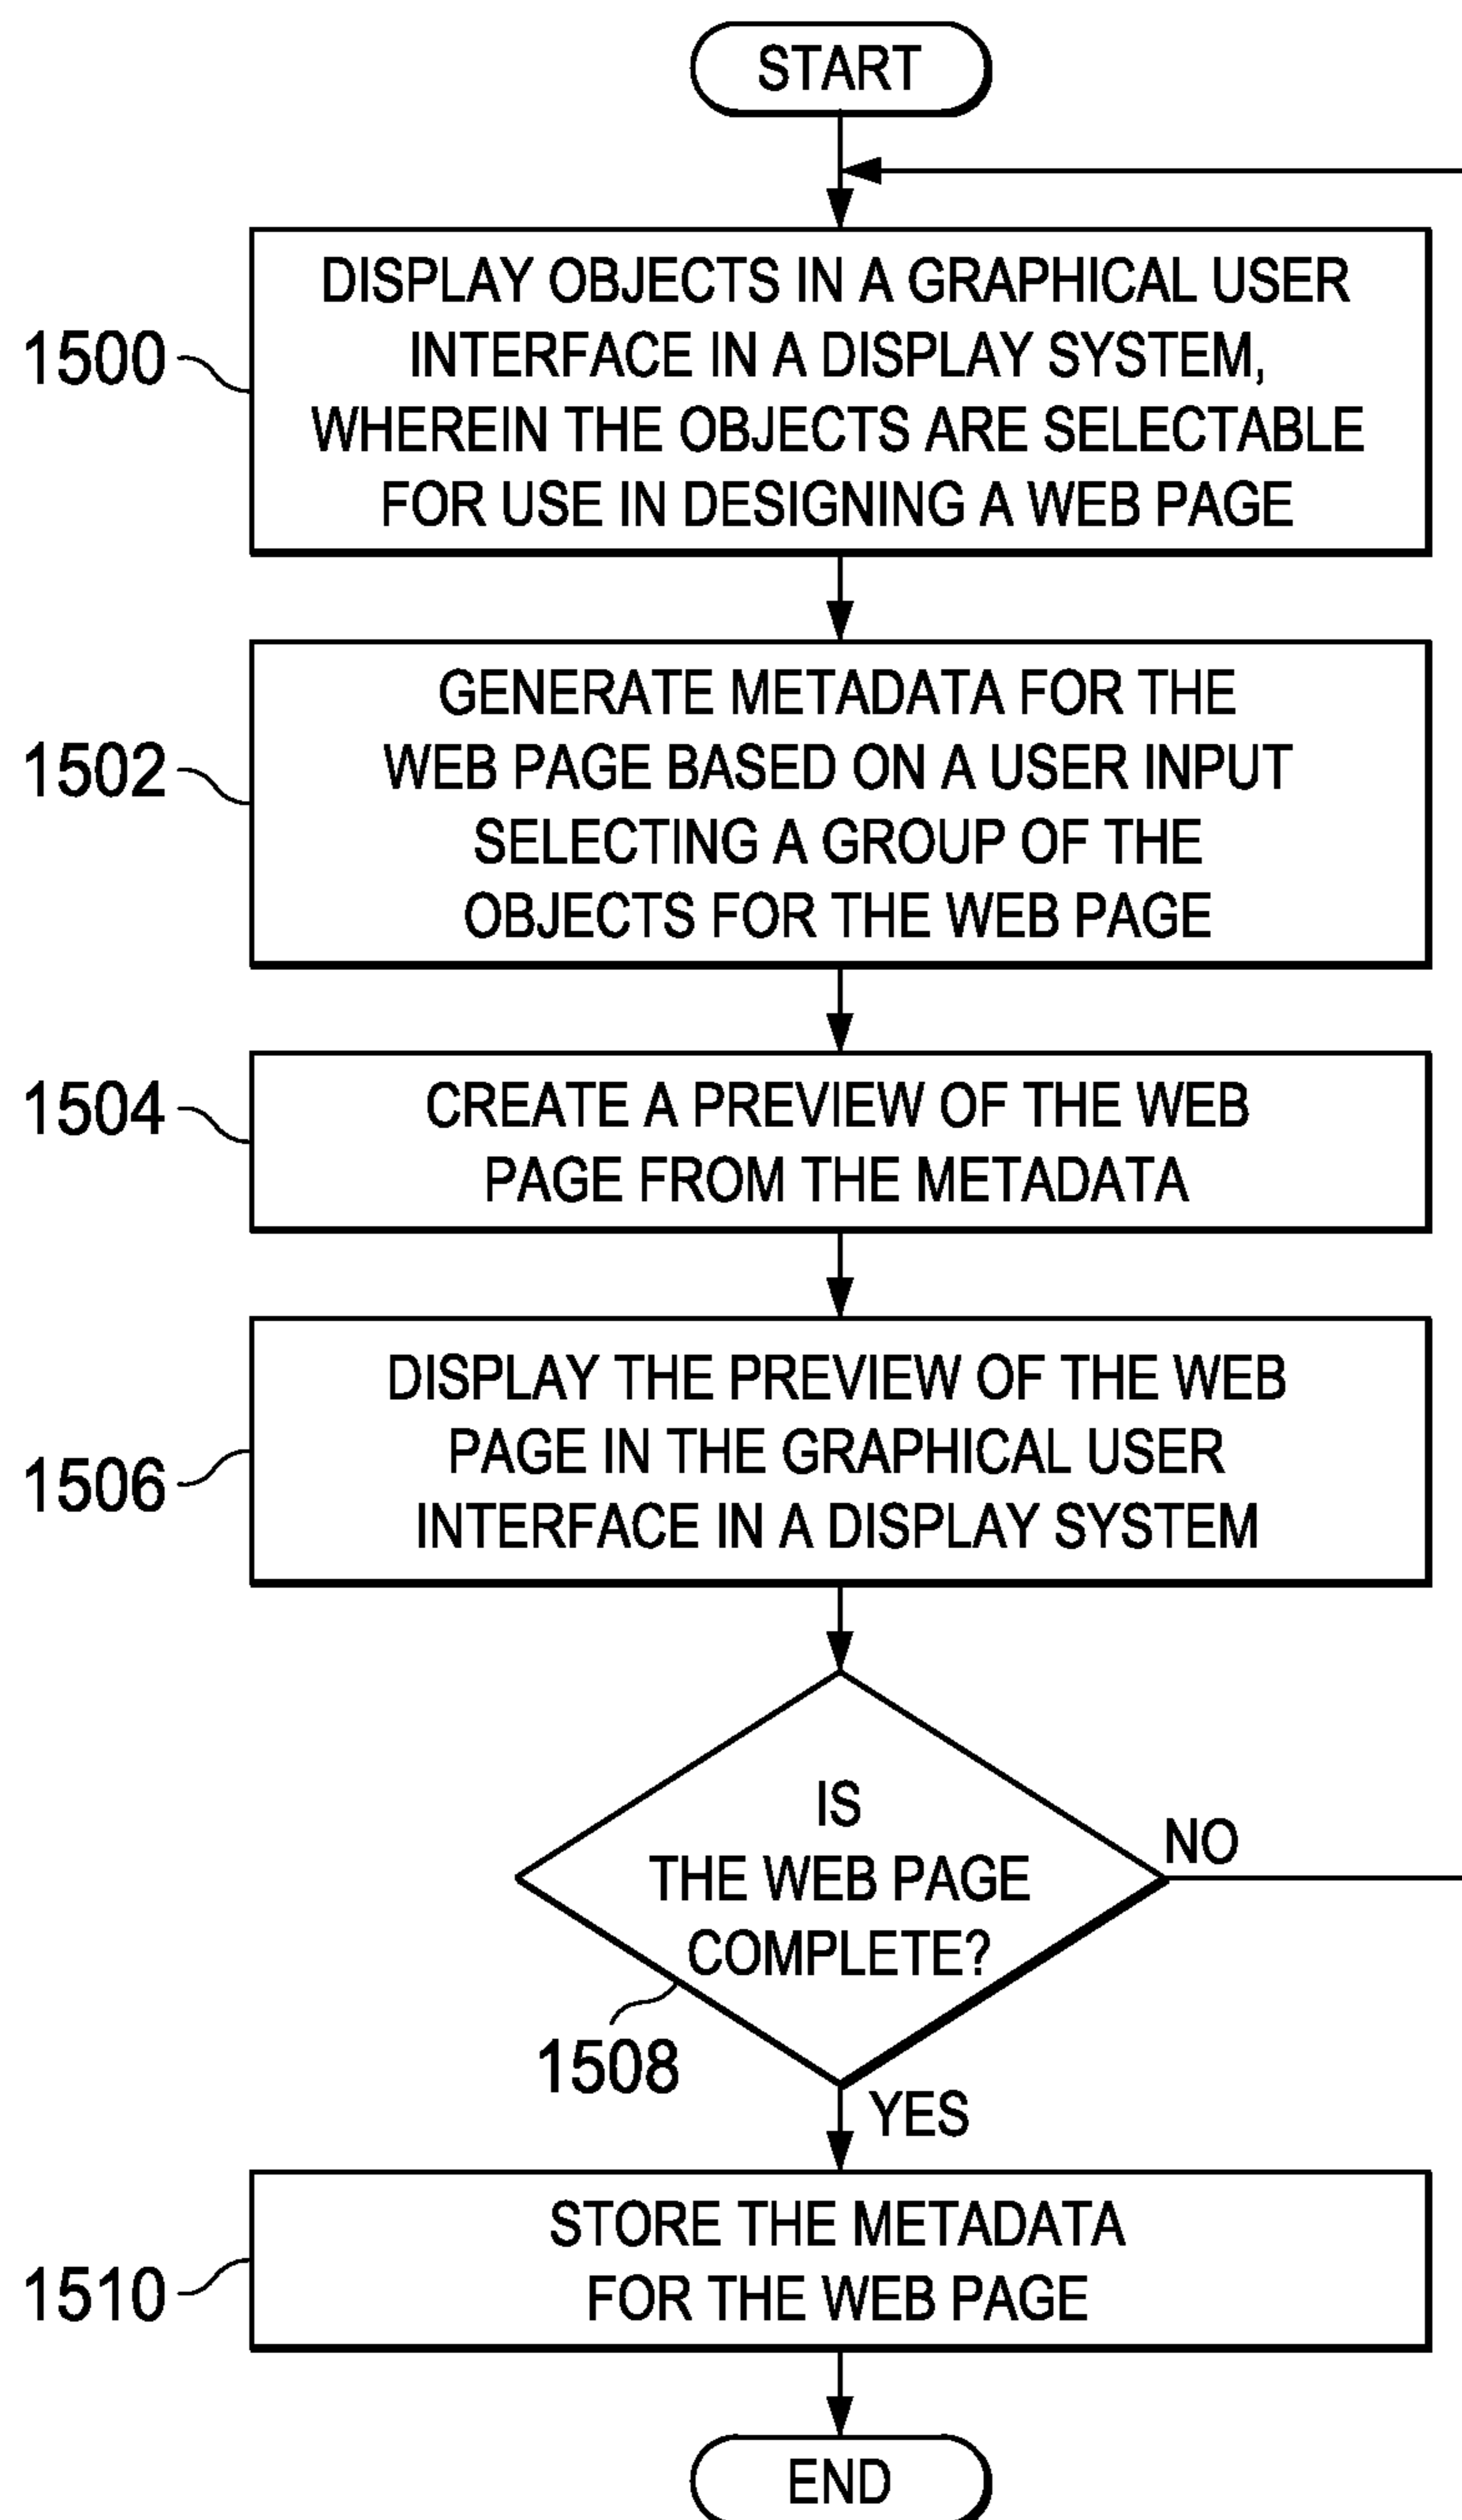 START
DISPLAY OBJECTS IN A GRAPHICAL USER
INTERFACE IN A DISPLAY SYSTEM,
WHEREIN THE OBJECTS ARE SELECTABLE
FOR USE IN DESIGNING A WEB PAGE
1500
GENERATE METADATA FOR THE
WEB PAGE BASED ON A USER INPUT
SELECTING A GROUP OF THE
OBJECTS FOR THE WEB PAGE
1502
CREATE A PREVIEW OF THE WEB
PAGE FROM THE METADATA
1504
DISPLAY THE PREVIEW OF THE WEB
PAGE IN THE GRAPHICAL USER
INTERFACE IN A DISPLAY SYSTEM
1506
IS
THE WEB PAGE
COMPLETE?
NO
1508
YES
STORE THE METADATA
FOR THE WEB PAGE
1510
END